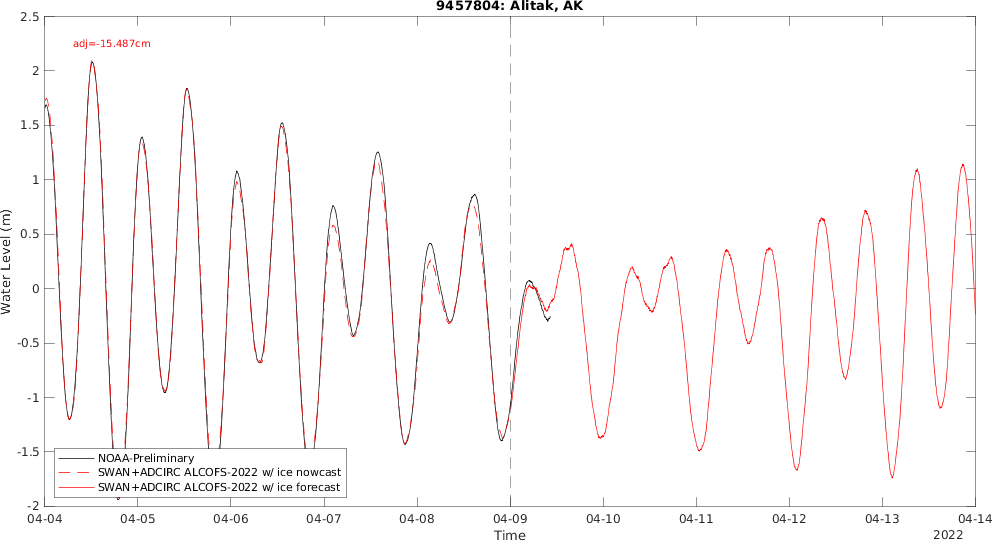 9457804: Alitak, AK
adj=-15.487cm
Water Level (m)
2.5
2
1.5
1
0.5
0
-0.5
-1
-1.5
-2
NOAA-Preliminary
SWAN+ADCIRC ALCOFS-2022 w/ ice nowcast
SWAN+ADCIRC ALCOFS-2022 w/ ice forecast
04-04 04-05 04-06 04-07 04-08 04-09 04-10 04-11 04-12 04-13 04-14
Time
2022